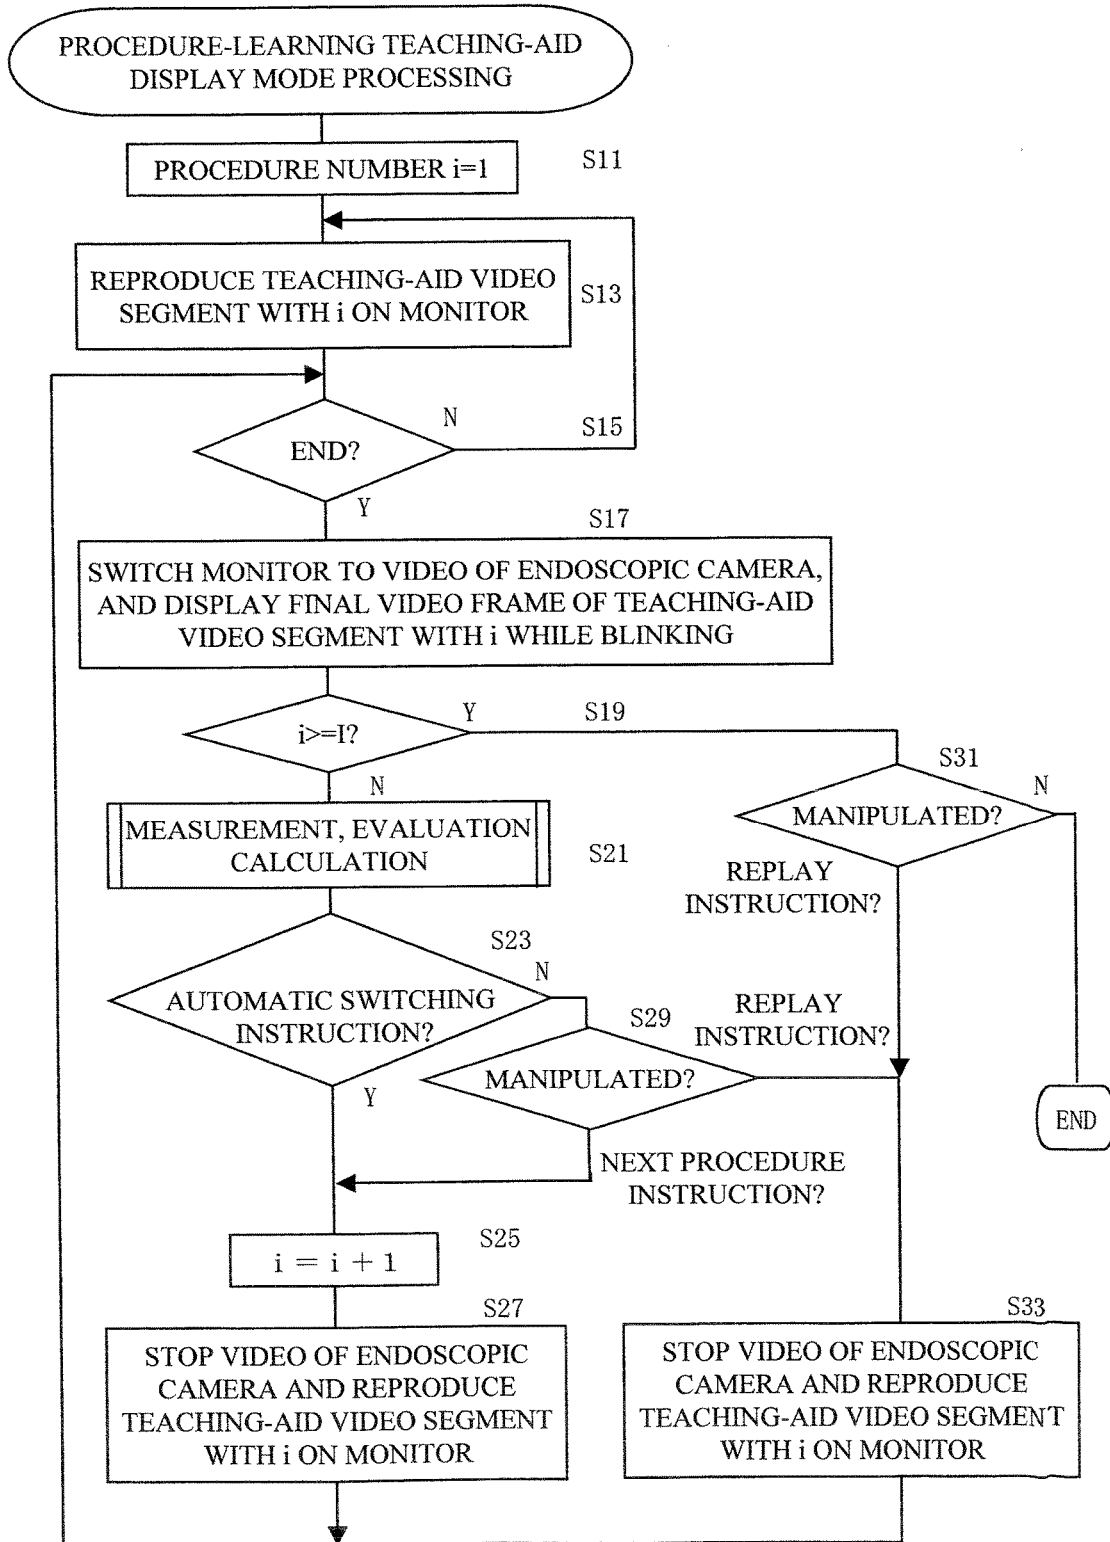 PROCEDURE-LEARNING TEACHING-AID
DISPLAY MODE PROCESSING
PROCEDURE NUMBER i=1
S11
REPRODUCE TEACHING-AID VIDEO
SEGMENT WITH i ON MONITOR
S13
END?
N
S15
Y
S17
SWITCH MONITOR TO VIDEO OF ENDOSCOPIC CAMERA,
AND DISPLAY FINAL VIDEO FRAME OF TEACHING-AID
VIDEO SEGMENT WITH i WHILE BLINKING
i>=I?
Y
S19
N
S31
MANIPULATED?
N
MEASUREMENT, EVALUATION
CALCULATION
S21
REPLAY
INSTRUCTION?
S23
AUTOMATIC SWITCHING
INSTRUCTION?
N
Y
S29
MANIPULATED?
REPLAY
INSTRUCTION?
END
NEXT PROCEDURE
INSTRUCTION?
i = i + 1
S25
S27
STOP VIDEO OF ENDOSCOPIC
CAMERA AND REPRODUCE
TEACHING-AID VIDEO SEGMENT
WITH i ON MONITOR
S33
STOP VIDEO OF ENDOSCOPIC
CAMERA AND REPRODUCE
TEACHING-AID VIDEO SEGMENT
WITH i ON MONITOR